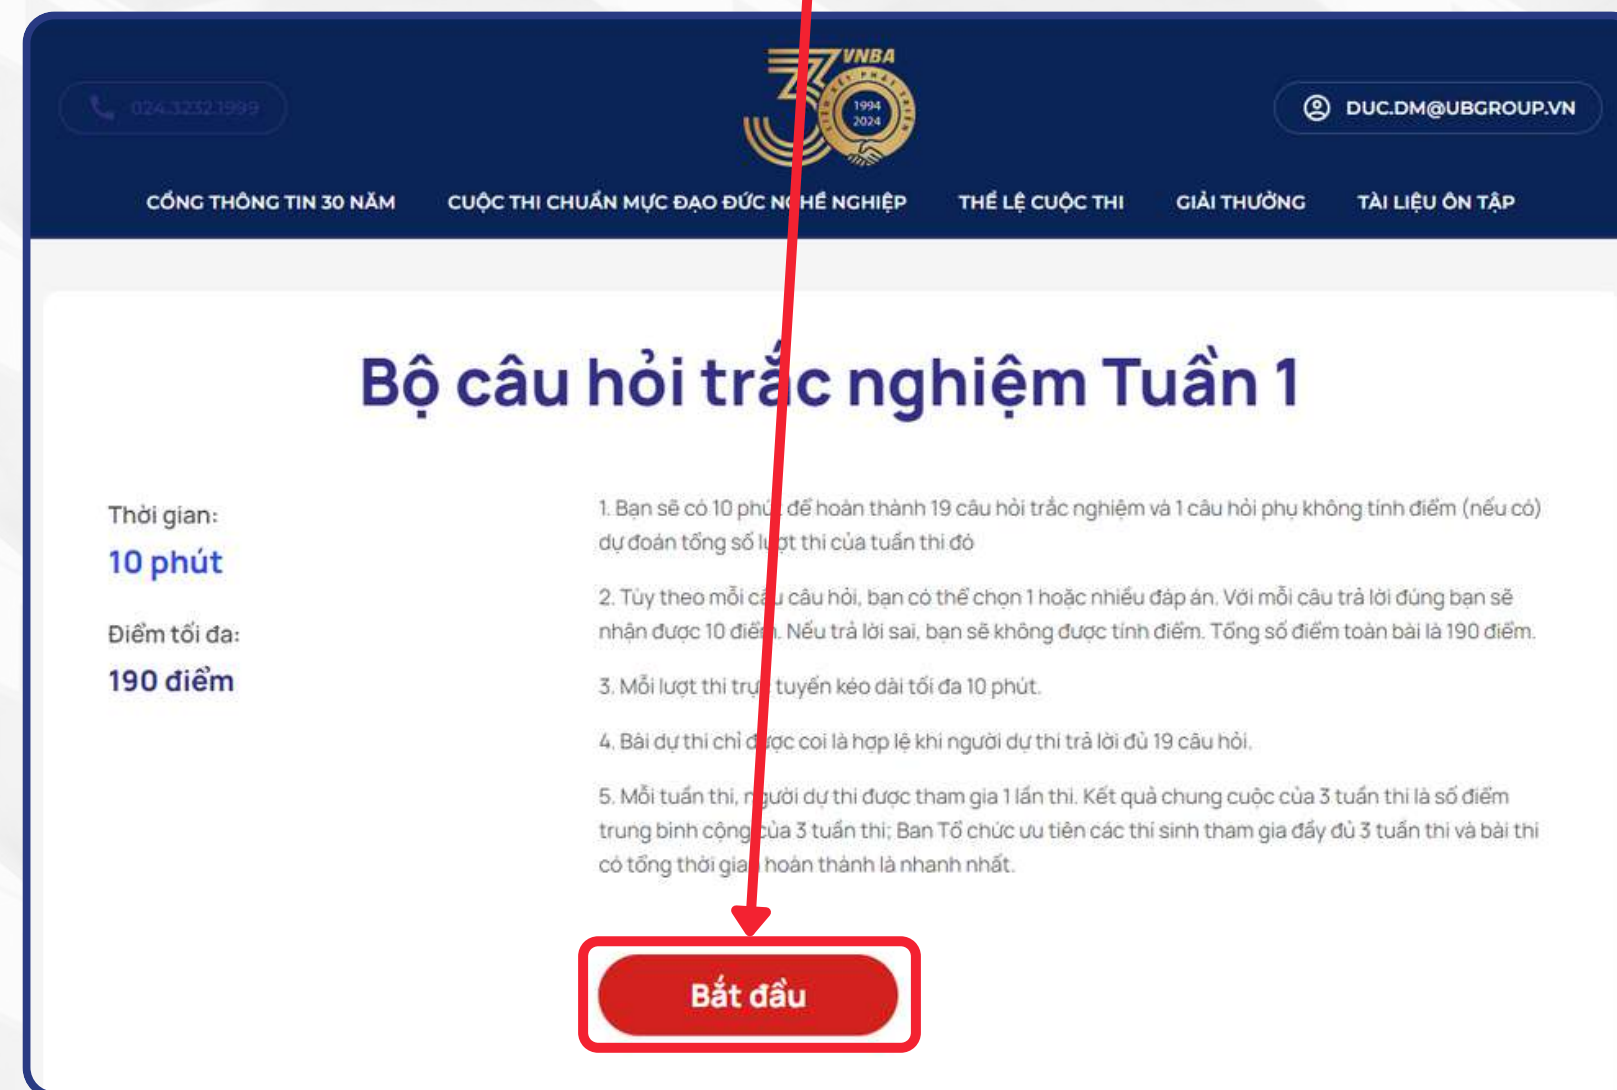 VNBA
1994
2024
024.3232.1999
DUC.DM@UBGROUP.VN
CỔNG THÔNG TIN 30 NĂM
CUỘC THI CHUẨN MỰC ĐẠO ĐỨC NGHỀ NGHIỆP
THỂ LỆ CUỘC THI
GIẢI THƯỞNG
TÀI LIỆU ÔN TẬP
Bộ câu hỏi trắc nghiệm Tuần 1
Thời gian:
10 phút
Điểm tối đa:
190 điểm
1. Bạn sẽ có 10 phút để hoàn thành 19 câu hỏi trắc nghiệm và 1 câu hỏi phụ không tính điểm (nếu có)
dự đoán tổng số lượt thi của tuần thi đó
2. Tùy theo mỗi câu câu hỏi, bạn có thể chọn 1 hoặc nhiều đáp án. Với mỗi câu trả lời đúng bạn sẽ
nhận được 10 điểm. Nếu trả lời sai, bạn sẽ không được tính điểm. Tổng số điểm toàn bài là 190 điểm.
3. Mỗi lượt thi trực tuyến kéo dài tối đa 10 phút.
4. Bài dự thi chỉ được coi là hợp lệ khi người dự thi trả lời đủ 19 câu hỏi.
5. Mỗi tuần thi, người dự thi được tham gia 1 lần thi. Kết quả chung cuộc của 3 tuần thi là số điểm
trung bình cộng của 3 tuần thi; Ban Tổ chức ưu tiên các thí sinh tham gia đầy đủ 3 tuần thi và bài thi
có tổng thời gian hoàn thành là nhanh nhất.
Bắt đầu